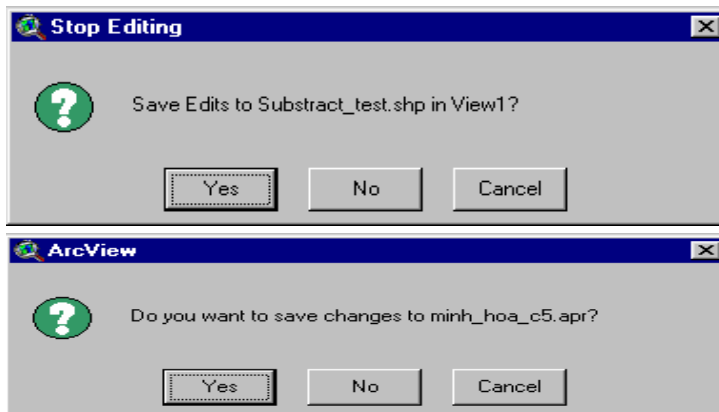 Stop Editing
Save Edits to Substract_test.shp in View1?
Yes No Cancel
ArcView
Do you want to save changes to minh_hoa_c5.apr?
Yes No Cancel